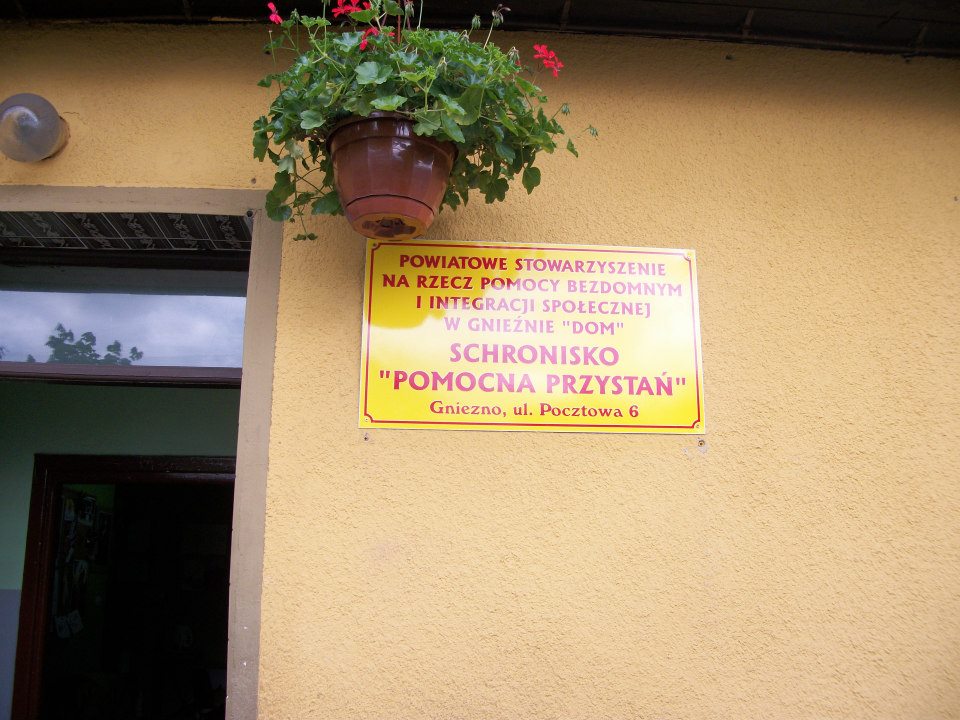 POWIATOWE STOWARZYSZENIE
NA RZECZ POMOCY BEZDOMNYM
I INTEGRACJI SPOŁECZNEJ
W GNIEŹNIE "DOM"
SCHRONISKO
"POMOCNA PRZYSTAŃ"
Gniezno, ul. Pocztowa 6